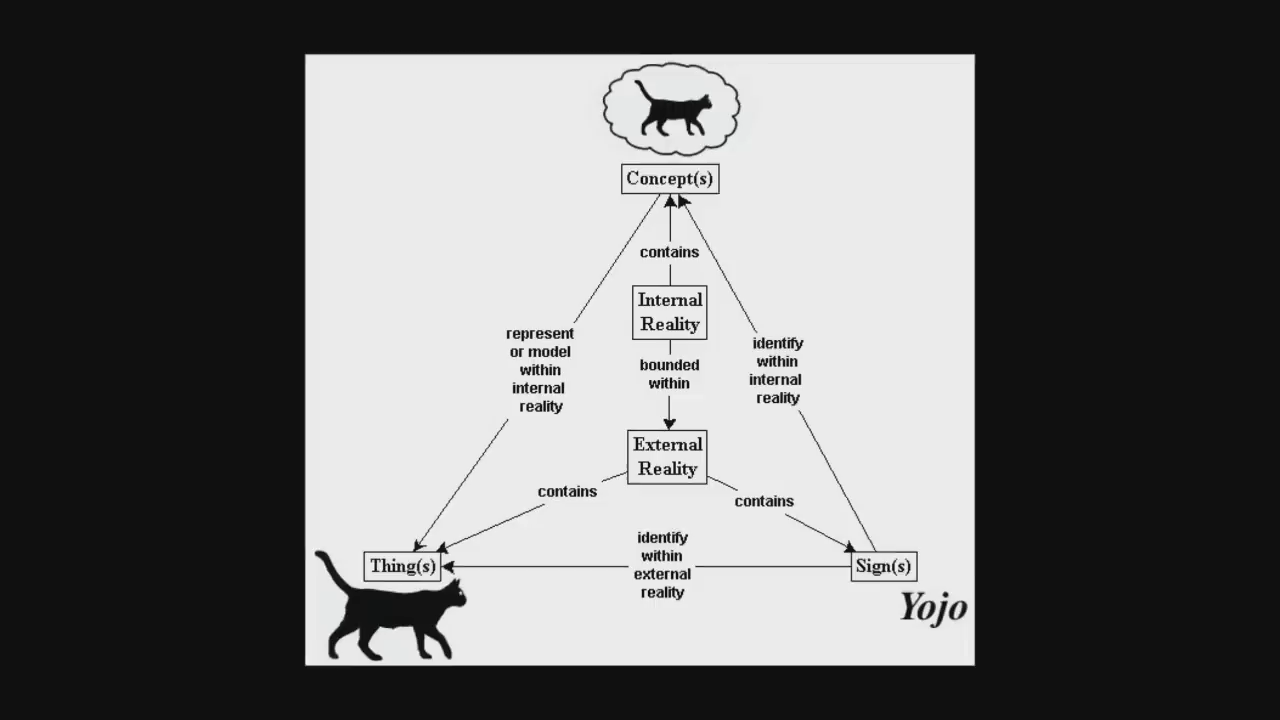 Concept(s)
contains
Internal
Reality
represent
or model
within
internal
reality
bounded
within
identify
within
internal
reality
External
Reality
contains
contains
identify
within
external
reality
Thing(s)
Sign(s)
Yojo